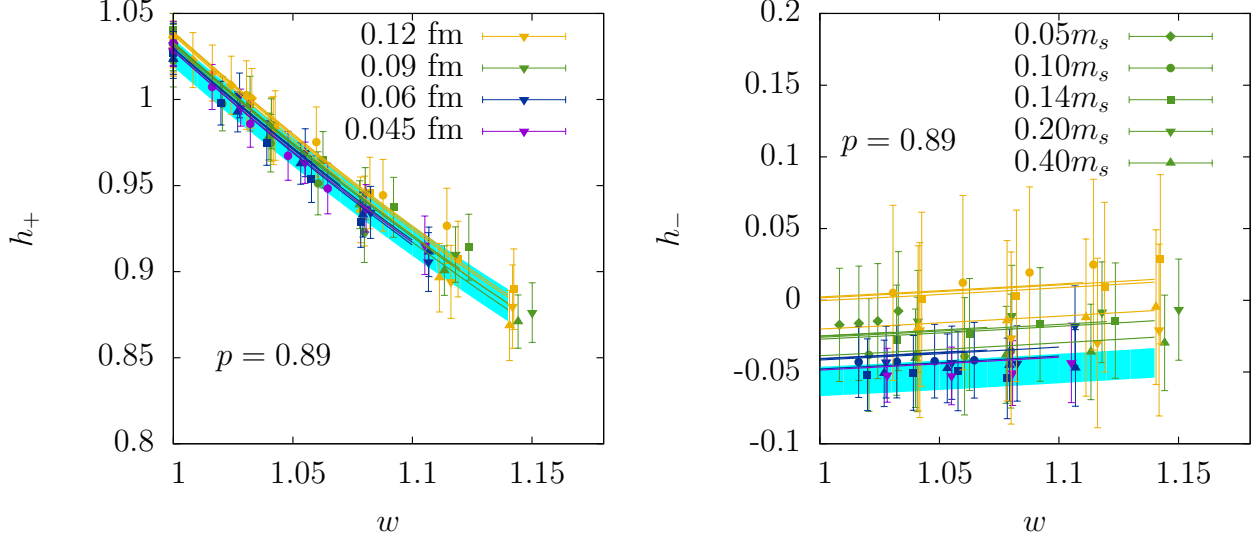 1.05
1
0.95
0.9
0.85
0.8
h₊
0.12 fm
0.09 fm
0.06 fm
0.045 fm
p = 0.89
1
1.05
1.1
1.15
w
0.2
0.15
0.1
0.05
0
-0.05
-0.1
h₋
0.05mₛ
0.10mₛ
0.14mₛ
0.20mₛ
0.40mₛ
p = 0.89
1
1.05
1.1
1.15
w